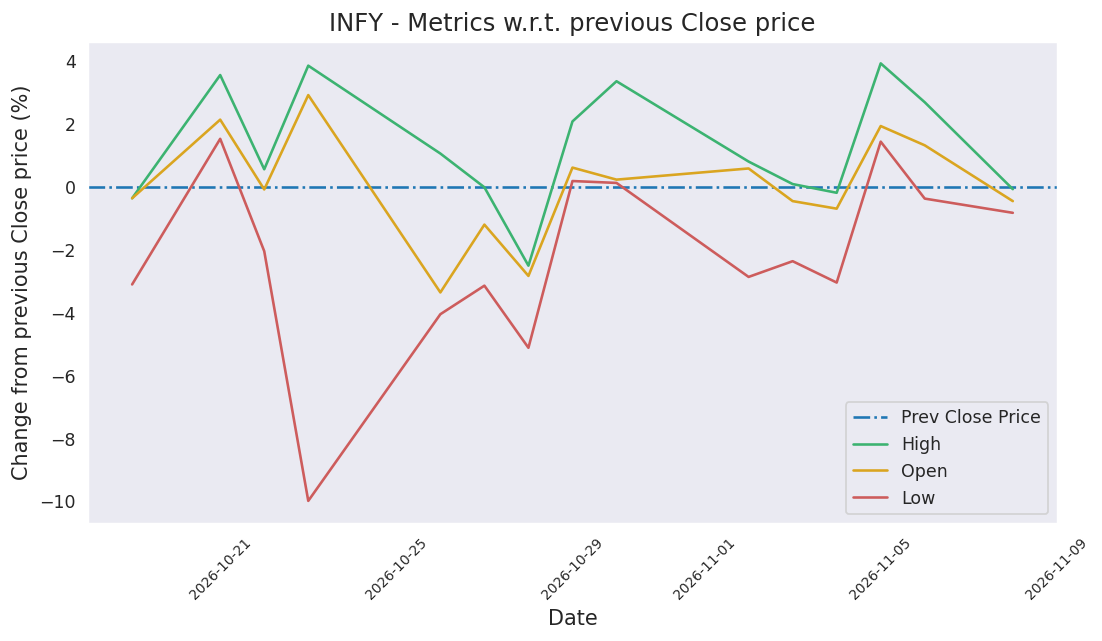 INFY - Metrics w.r.t. previous Close price
Change from previous Close price (%)
4
2
0
−2
−4
−6
−8
−10
Prev Close Price
High
Open
Low
2026-10-21
2026-10-25
2026-10-29
2026-11-01
2026-11-05
2026-11-09
Date